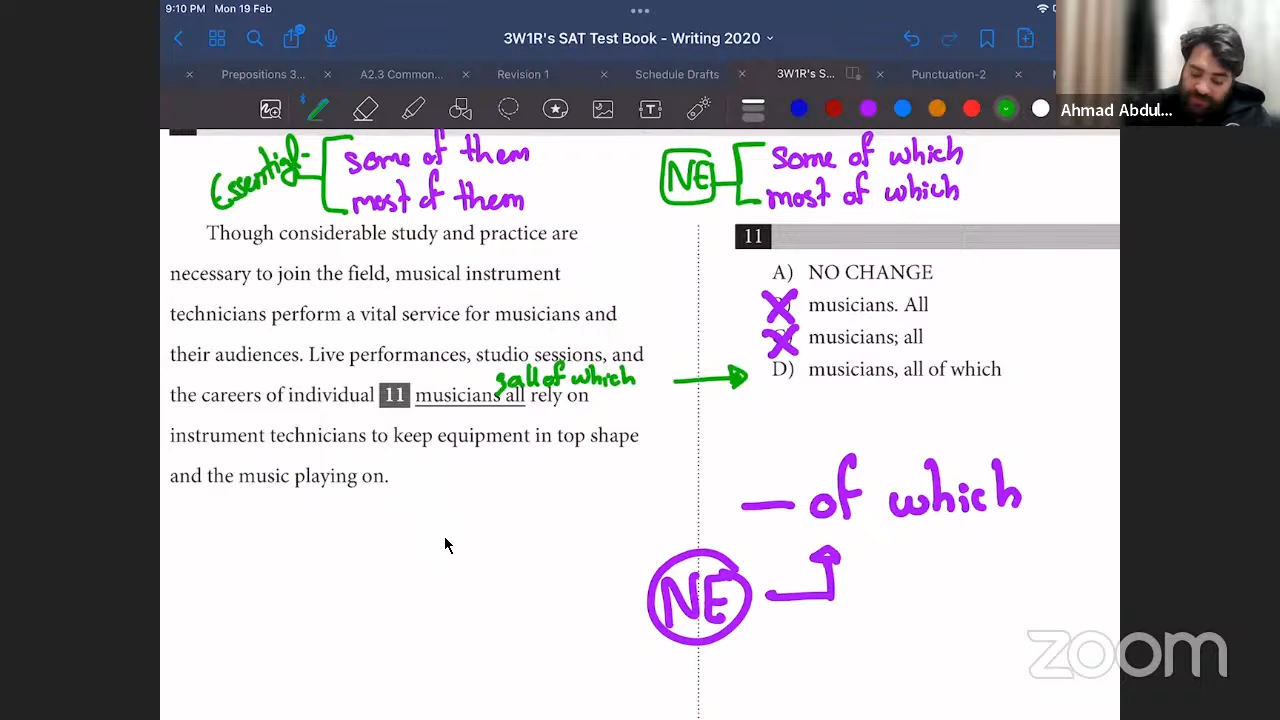 9:10 PM Mon 19 Feb
3W1R's SAT Test Book - Writing 2020
Prepositions 3...
A2.3 Common...
Revision 1
Schedule Drafts
3W1R's S...
Punctuation-2
Ahmad Abdul...
Essential
some of them
most of them
NE
some of which
most of which
Though considerable study and practice are
necessary to join the field, musical instrument
technicians perform a vital service for musicians and
their audiences. Live performances, studio sessions, and
, all of which
the careers of individual 11 musicians all rely on
instrument technicians to keep equipment in top shape
and the music playing on.
11
A) NO CHANGE
musicians. All
musicians; all
D) musicians, all of which
— of which
NE
zoom